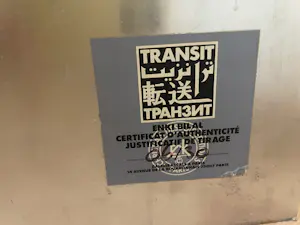 TRANSIT
ترانزيت
転送
ТРАНЗИТ
ENKI BILAL
CERTIFICAT D'AUTHENTICITÉ
JUSTIFICATIF DE TIRAGE